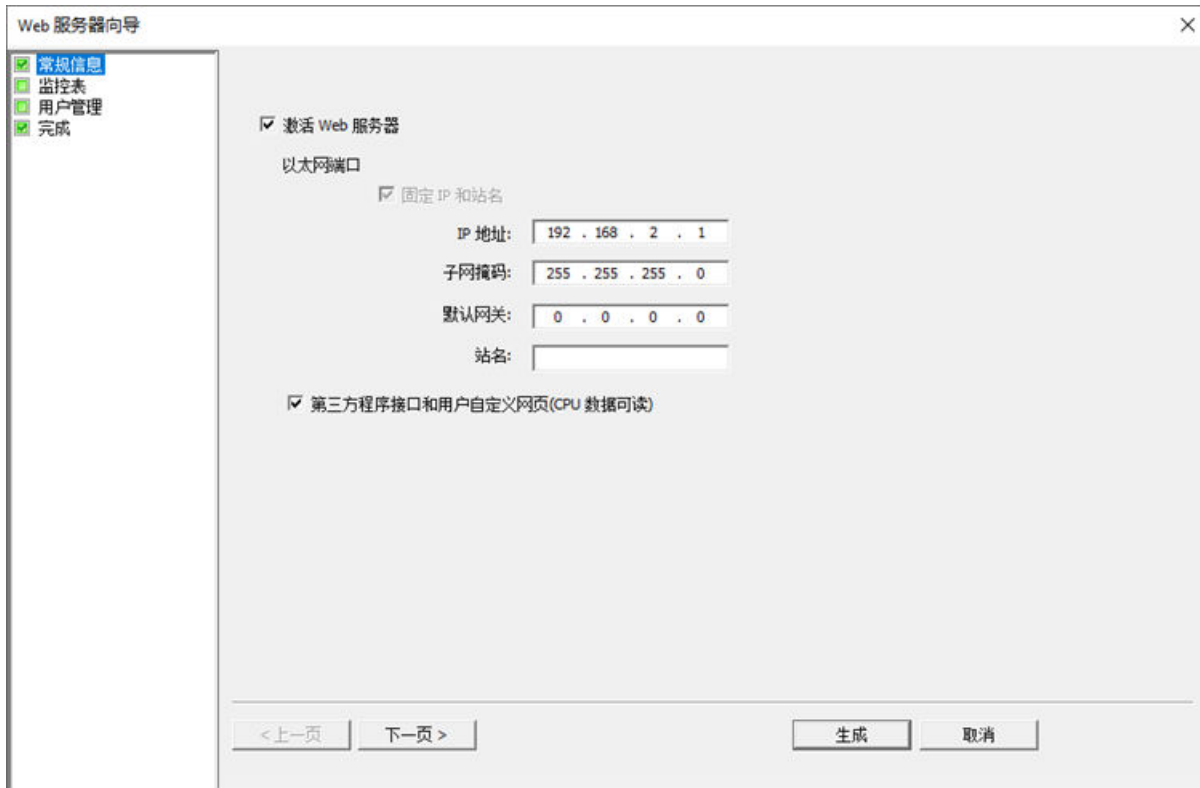 Web 服务器向导
常规信息
监控表
用户管理
完成
激活 Web 服务器
以太网端口
固定 IP 和站名
IP 地址: 192 . 168 . 2 . 1
子网掩码: 255 . 255 . 255 . 0
默认网关: 0 . 0 . 0 . 0
站名:
第三方程序接口和用户自定义网页(CPU 数据可读)
<上一页 下一页 > 生成 取消